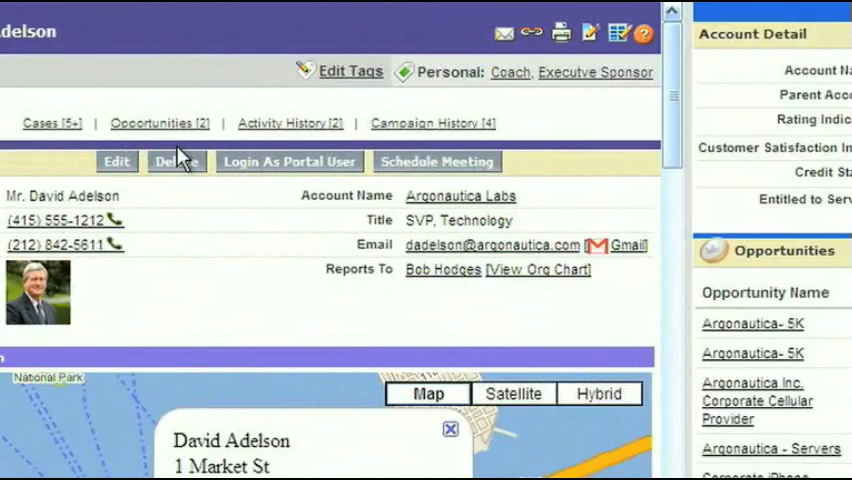 delson
Edit Tags
Personal: Coach, Executve Sponsor
Cases [5+] | Opportunities [2] | Activity History [2] | Campaign History [4]
Edit
Login As Portal User
Schedule Meeting
Mr. David Adelson
Account Name Argonautica Labs
(415) 555-1212
Title SVP, Technology
(212) 842-5611
Email dadelson@argonautica.com [Gmail]
Reports To Bob Hodges [View Org Chart]
National Park
Map Satellite Hybrid
David Adelson
1 Market St
Account Detail
Account Na
Parent Acco
Rating Indic
Customer Satisfaction In
Credit Sta
Entitled to Serv
Opportunities
Opportunity Name
Argonautica- 5K
Argonautica- 5K
Argonautica Inc.
Corporate Cellular
Provider
Argonautica - Servers
Corporate iPhone